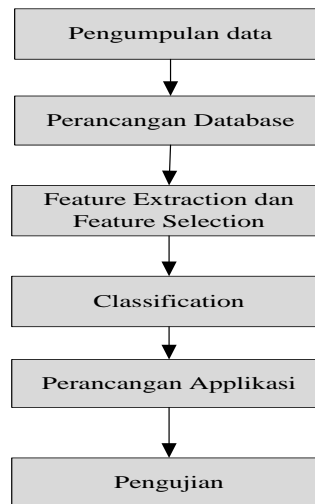 Pengumpulan data
Perancangan Database
Feature Extraction dan
Feature Selection
Classification
Perancangan Applikasi
Pengujian